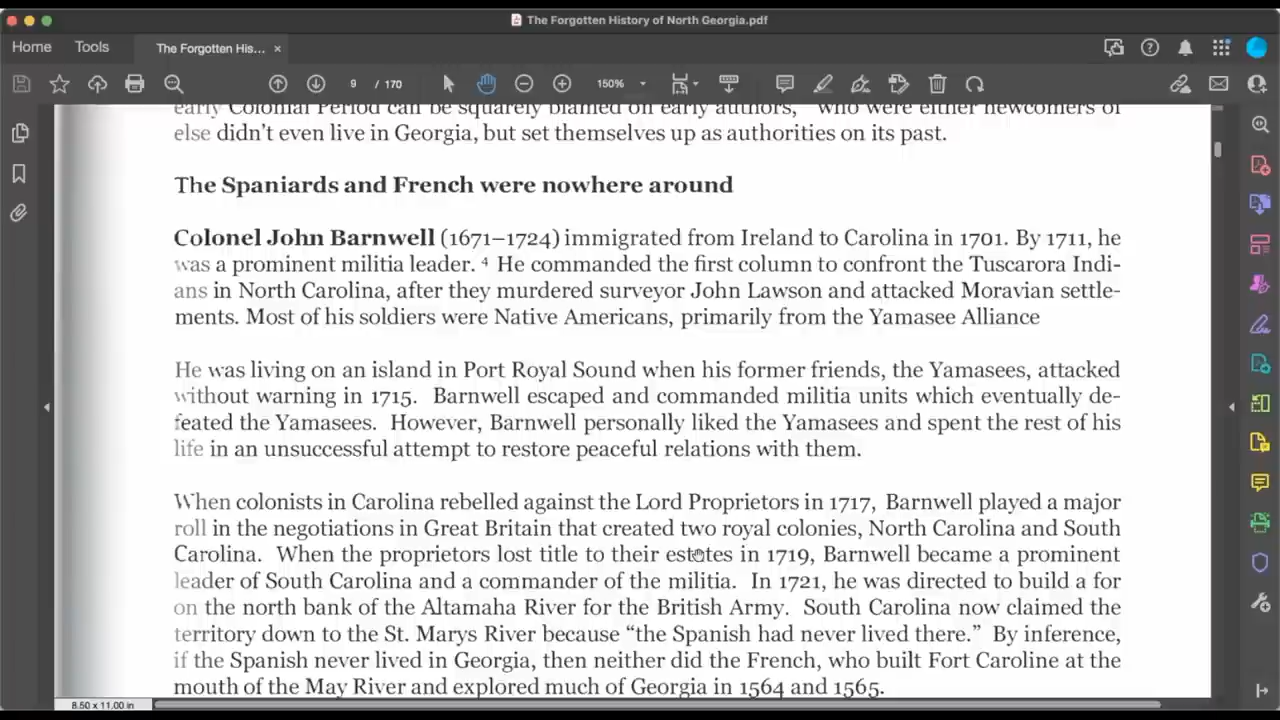 The Forgotten History of North Georgia.pdf
Home
Tools
The Forgotten His... ×
9 / 170
150%
early Colonial Period can be squarely blamed on early authors, who were either newcomers or
else didn't even live in Georgia, but set themselves up as authorities on its past.
The Spaniards and French were nowhere around
Colonel John Barnwell (1671–1724) immigrated from Ireland to Carolina in 1701. By 1711, he
was a prominent militia leader. ⁴ He commanded the first column to confront the Tuscarora Indi-
ans in North Carolina, after they murdered surveyor John Lawson and attacked Moravian settle-
ments. Most of his soldiers were Native Americans, primarily from the Yamasee Alliance
He was living on an island in Port Royal Sound when his former friends, the Yamasees, attacked
without warning in 1715. Barnwell escaped and commanded militia units which eventually de-
feated the Yamasees. However, Barnwell personally liked the Yamasees and spent the rest of his
life in an unsuccessful attempt to restore peaceful relations with them.
When colonists in Carolina rebelled against the Lord Proprietors in 1717, Barnwell played a major
roll in the negotiations in Great Britain that created two royal colonies, North Carolina and South
Carolina. When the proprietors lost title to their estates in 1719, Barnwell became a prominent
leader of South Carolina and a commander of the militia. In 1721, he was directed to build a for
on the north bank of the Altamaha River for the British Army. South Carolina now claimed the
territory down to the St. Marys River because “the Spanish had never lived there.” By inference,
if the Spanish never lived in Georgia, then neither did the French, who built Fort Caroline at the
mouth of the May River and explored much of Georgia in 1564 and 1565.
8.50 x 11.00 in